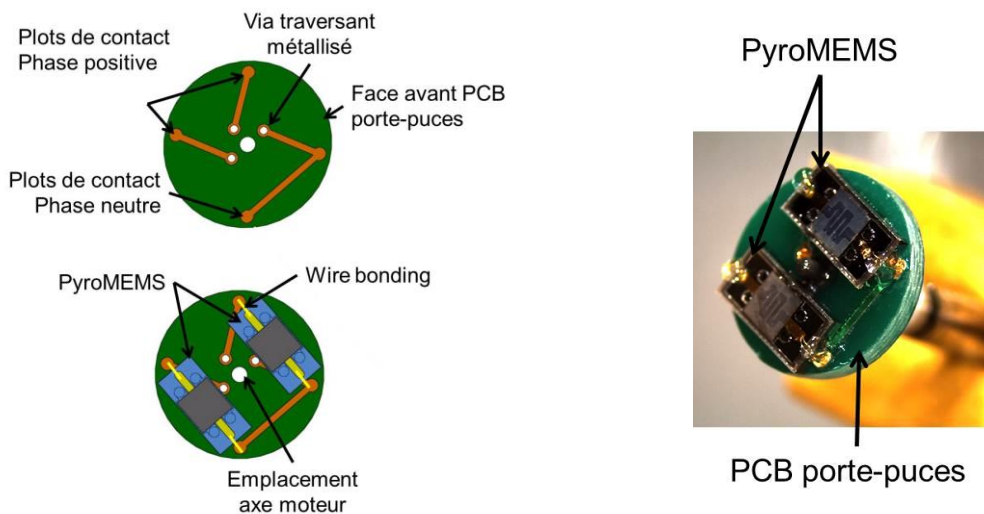 Plots de contact
Phase positive
Via traversant
métallisé
Face avant PCB
porte-puces
Plots de contact
Phase neutre
PyroMEMS
Wire bonding
Emplacement
axe moteur
PyroMEMS
PCB porte-puces